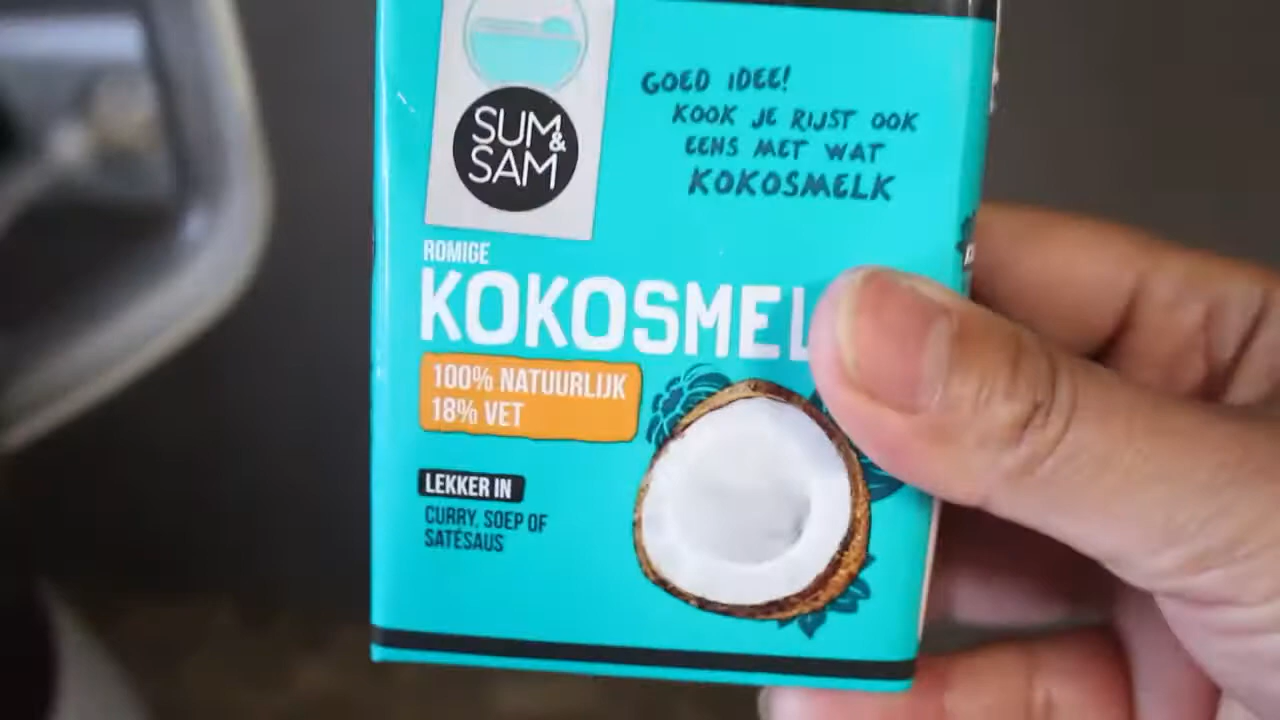 SUM
&
SAM
GOED IDEE!
KOOK JE RIJST OOK
EENS MET WAT
KOKOSMELK
ROMIGE
KOKOSMEL
100% NATUURLIJK
18% VET
LEKKER IN
CURRY, SOEP OF
SATÉSAUS